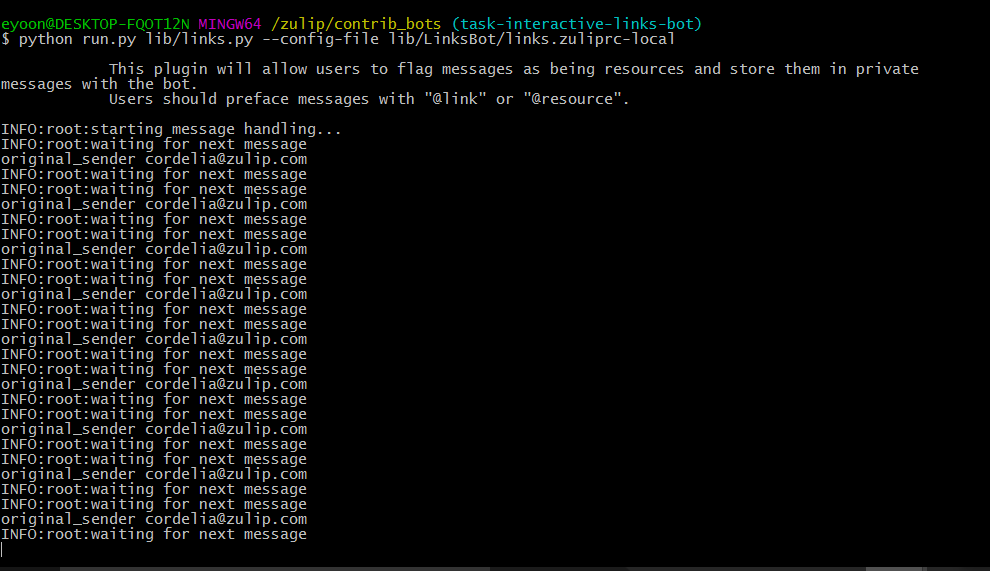 eyoon@DESKTOP-FQOT12N MINGW64 /zulip/contrib_bots (task-interactive-links-bot)
$ python run.py lib/links.py --config-file lib/LinksBot/links.zuliprc-local
This plugin will allow users to flag messages as being resources and store them in private
messages with the bot.
Users should preface messages with "@link" or "@resource".
INFO:root:starting message handling...
INFO:root:waiting for next message
original_sender cordelia@zulip.com
INFO:root:waiting for next message
INFO:root:waiting for next message
original_sender cordelia@zulip.com
INFO:root:waiting for next message
INFO:root:waiting for next message
original_sender cordelia@zulip.com
INFO:root:waiting for next message
INFO:root:waiting for next message
original_sender cordelia@zulip.com
INFO:root:waiting for next message
INFO:root:waiting for next message
original_sender cordelia@zulip.com
INFO:root:waiting for next message
INFO:root:waiting for next message
original_sender cordelia@zulip.com
INFO:root:waiting for next message
INFO:root:waiting for next message
original_sender cordelia@zulip.com
INFO:root:waiting for next message
INFO:root:waiting for next message
original_sender cordelia@zulip.com
INFO:root:waiting for next message
INFO:root:waiting for next message
original_sender cordelia@zulip.com
INFO:root:waiting for next message